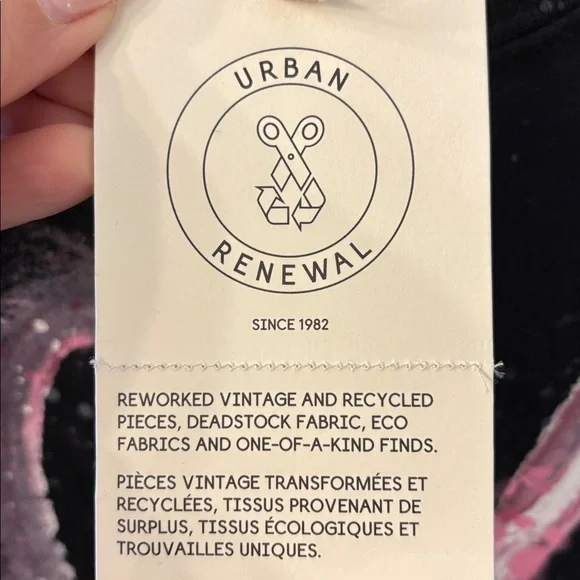 URBAN
RENEWAL
SINCE 1982
REWORKED VINTAGE AND RECYCLED
PIECES, DEADSTOCK FABRIC, ECO
FABRICS AND ONE-OF-A-KIND FINDS.
PIÈCES VINTAGE TRANSFORMÉES ET
RECYCLÉES, TISSUS PROVENANT DE
SURPLUS, TISSUS ÉCOLOGIQUES ET
TROUVAILLES UNIQUES.